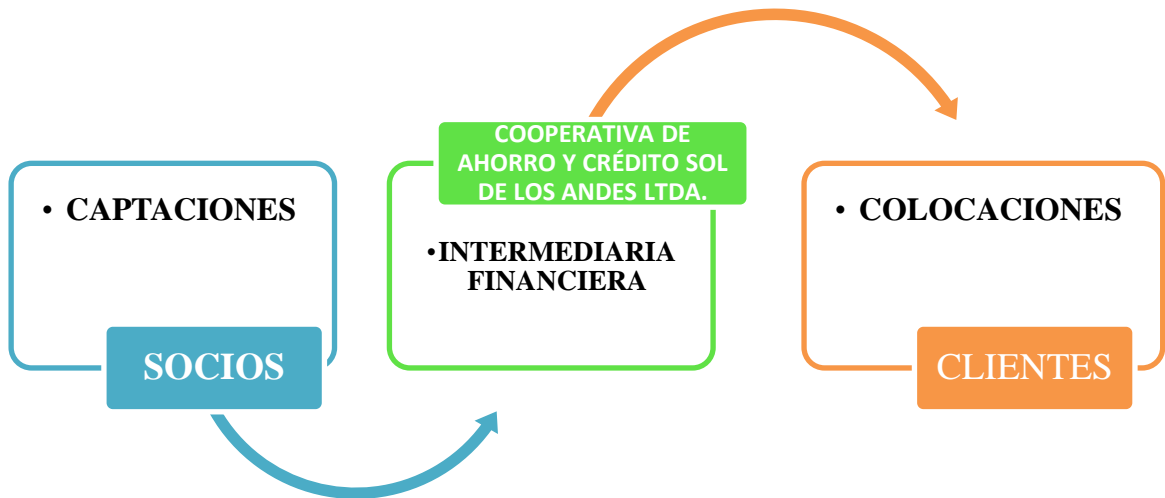 • CAPTACIONES
SOCIOS
COOPERATIVA DE
AHORRO Y CRÉDITO SOL
DE LOS ANDES LTDA.
•INTERMEDIARIA
FINANCIERA
• COLOCACIONES
CLIENTES